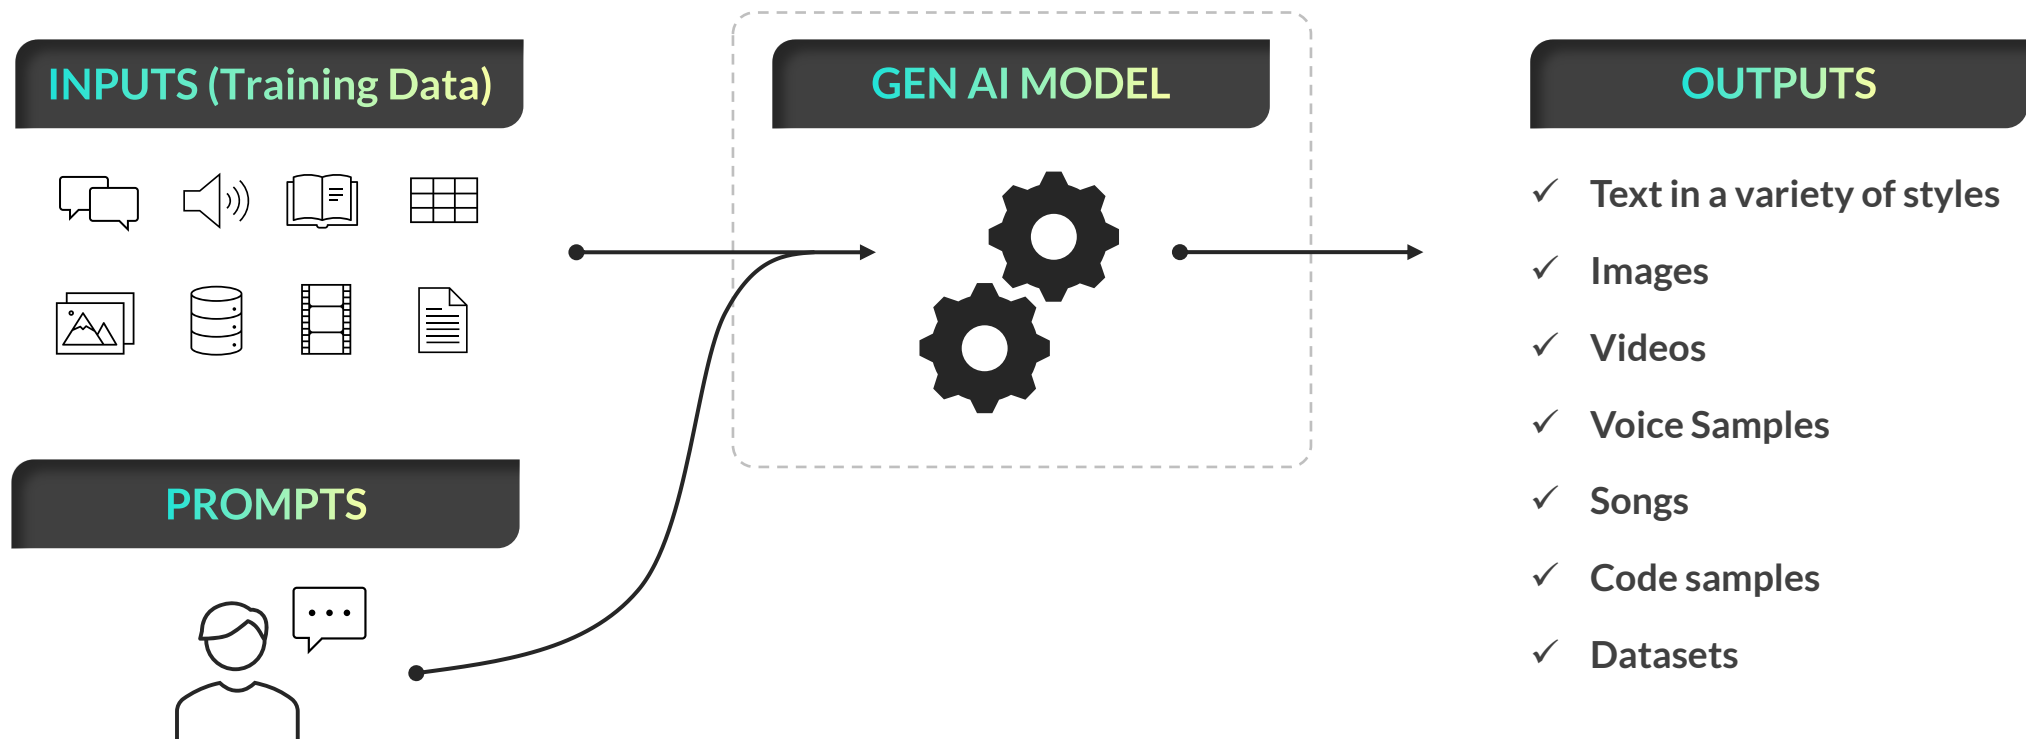 INPUTS (Training Data)
GEN AI MODEL
OUTPUTS
✓ Text in a variety of styles
✓ Images
✓ Videos
✓ Voice Samples
✓ Songs
✓ Code samples
✓ Datasets
PROMPTS